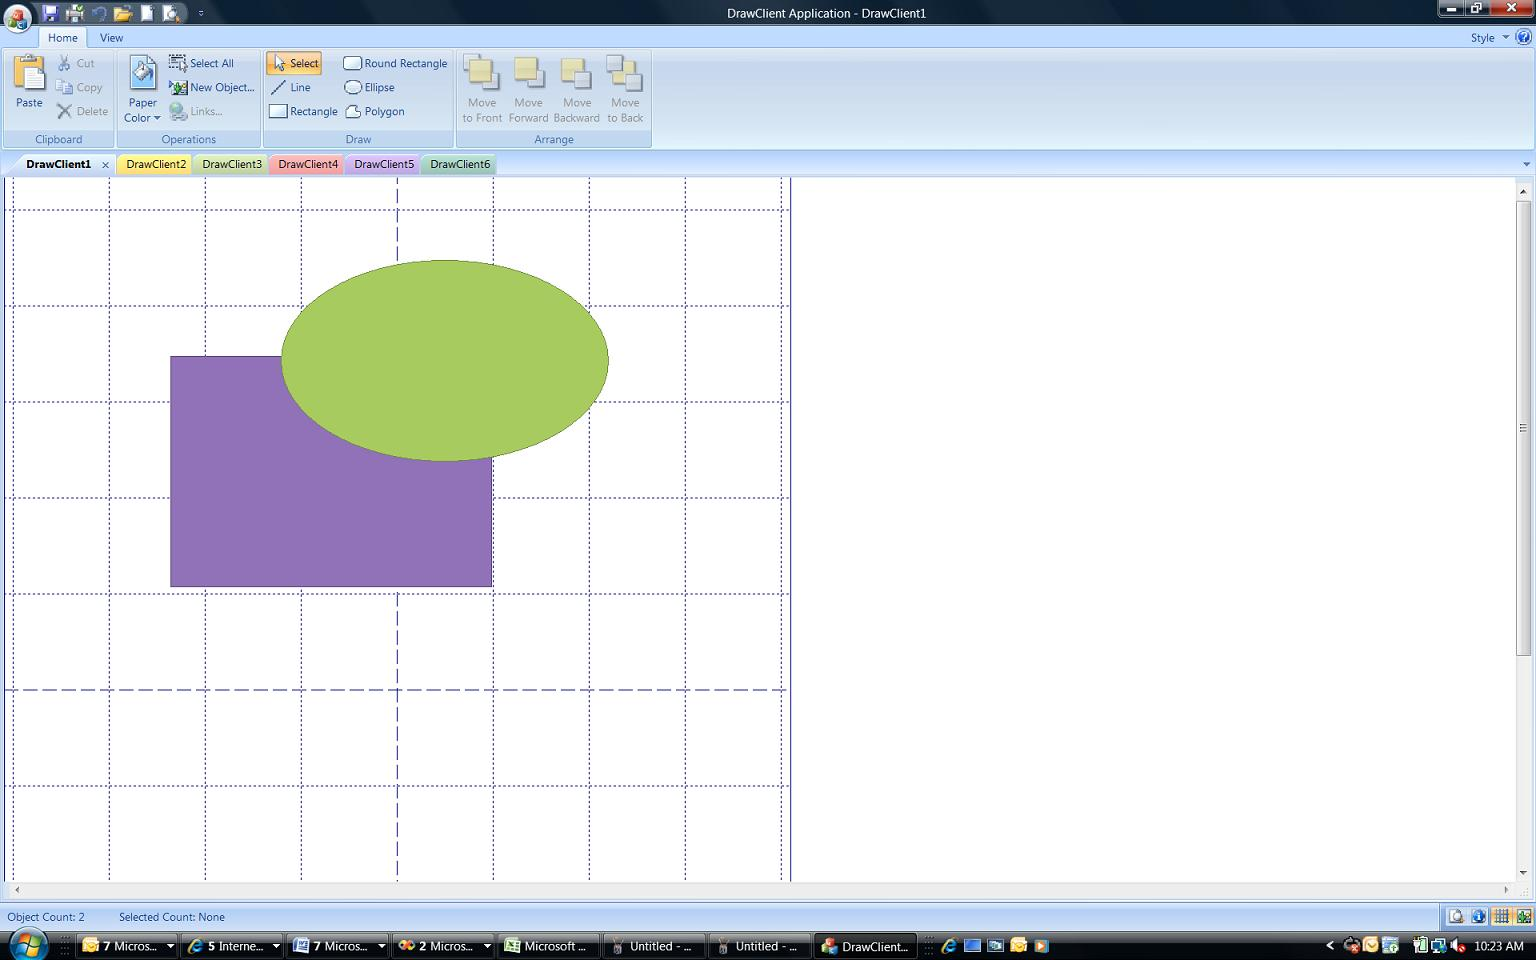 DrawClient Application - DrawClient1
Home View Style
Paste Cut Copy Delete
Clipboard
Paper Color Select All New Object... Links...
Operations
Select Line Rectangle Round Rectangle Ellipse Polygon
Draw
Move to Front Move Forward Move Backward Move to Back
Arrange
DrawClient1 DrawClient2 DrawClient3 DrawClient4 DrawClient5 DrawClient6
Object Count: 2 Selected Count: None
7 Micros... 5 Interne... 7 Micros... 2 Micros... Microsoft ... Untitled - ... Untitled - ... DrawClient... 10:23 AM